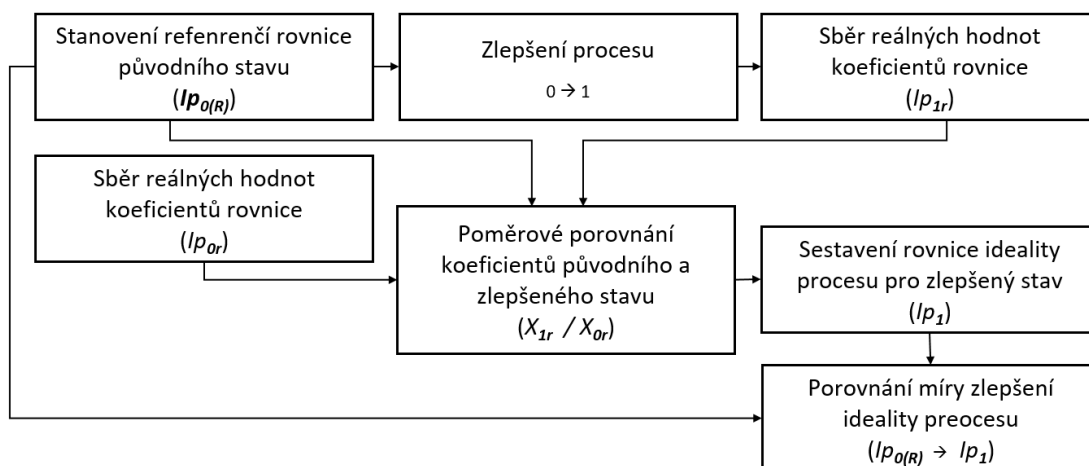 Stanovení refenrenčí rovnice
původního stavu
(Ip0(R))
Zlepšení procesu
0 → 1
Sběr reálných hodnot
koeficientů rovnice
(Ip1r)
Sběr reálných hodnot
koeficientů rovnice
(Ip0r)
Poměrové porovnání
koeficientů původního a
zlepšeného stavu
(X1r / X0r)
Sestavení rovnice ideality
procesu pro zlepšený stav
(Ip1)
Porovnání míry zlepšení
ideality preocesu
(Ip0(R) → Ip1)